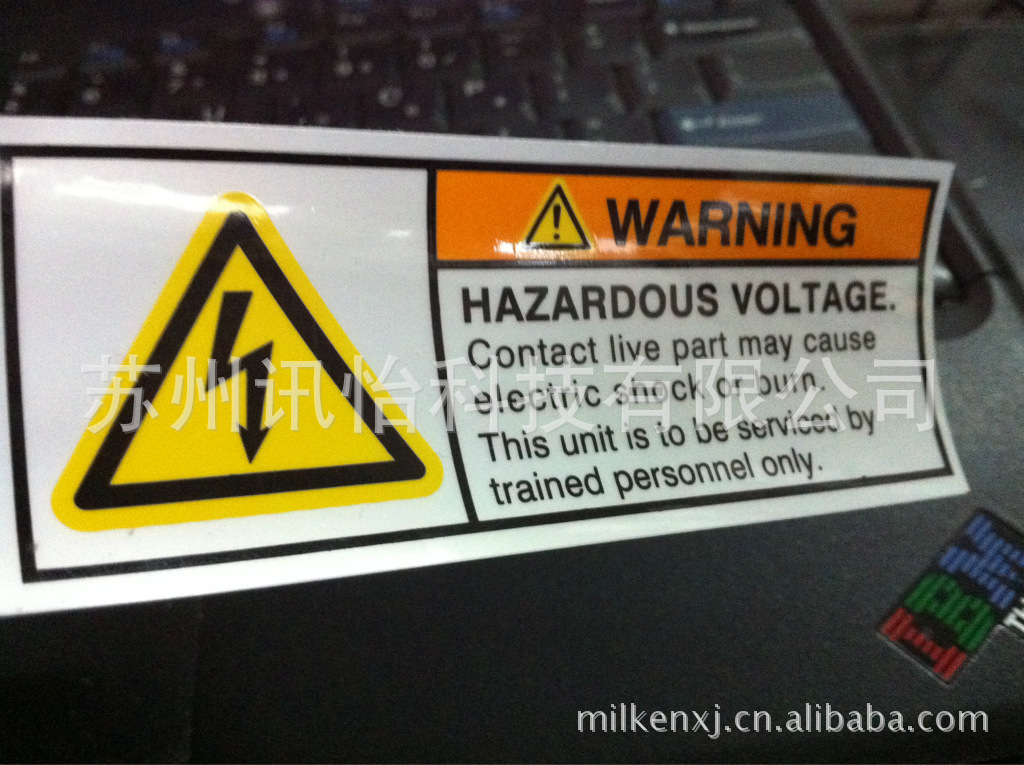 WARNING
HAZARDOUS VOLTAGE.
Contact live part may cause
electric shock or burn.
This unit is to be serviced by
trained personnel only.
苏州讯怡科技有限公司
IBM
milkenxj.cn.alibaba.com